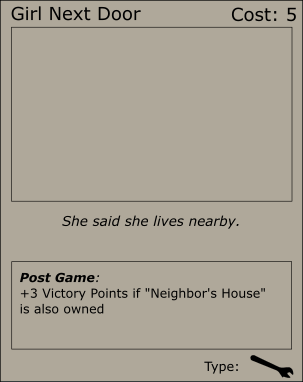 Girl Next Door Cost: 5
She said she lives nearby.
Post Game:
+3 Victory Points if "Neighbor's House"
is also owned
Type: